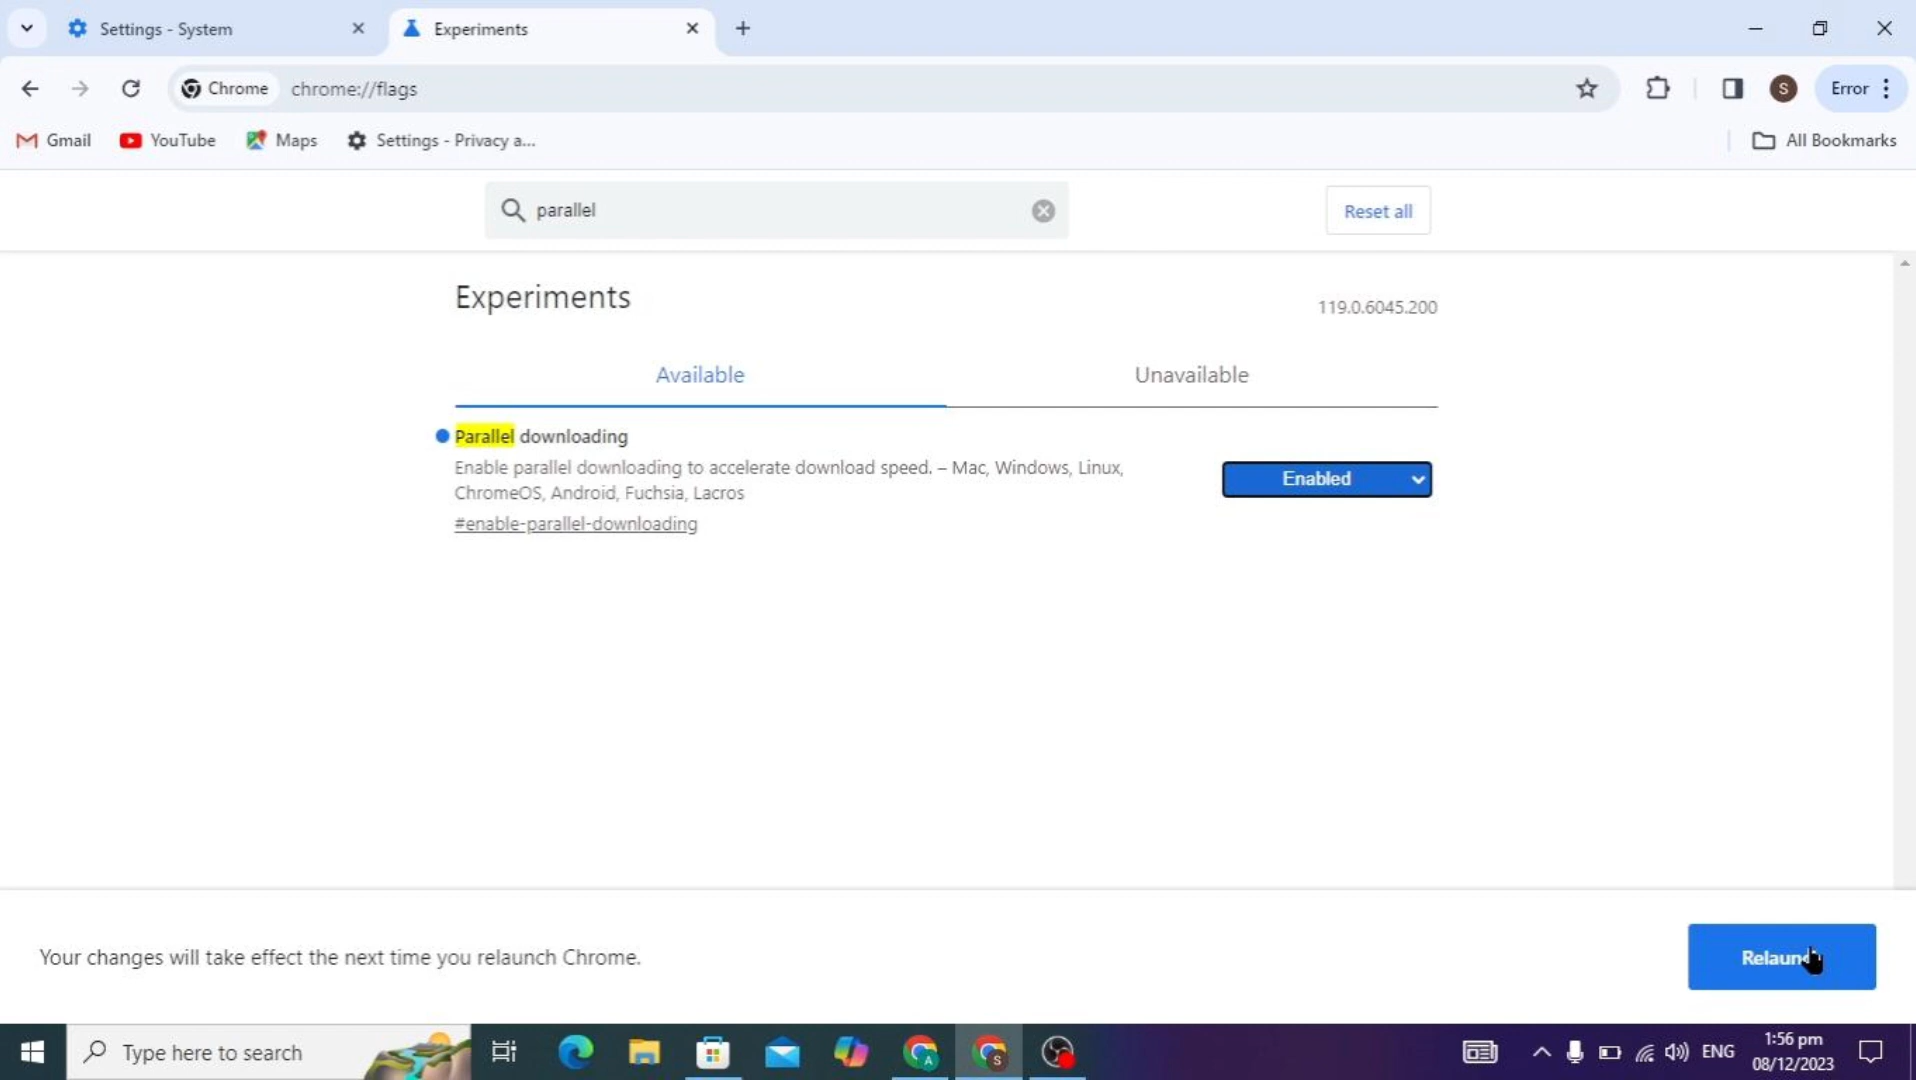 Settings - System
Experiments
Chrome
chrome://flags
S
Error
Gmail
YouTube
Maps
Settings - Privacy a...
All Bookmarks
parallel
Reset all
Experiments
119.0.6045.200
Available
Unavailable
Parallel downloading
Enable parallel downloading to accelerate download speed. – Mac, Windows, Linux,
ChromeOS, Android, Fuchsia, Lacros
#enable-parallel-downloading
Enabled
Your changes will take effect the next time you relaunch Chrome.
Relaunch
Type here to search
A
S
ENG
1:56 pm
08/12/2023